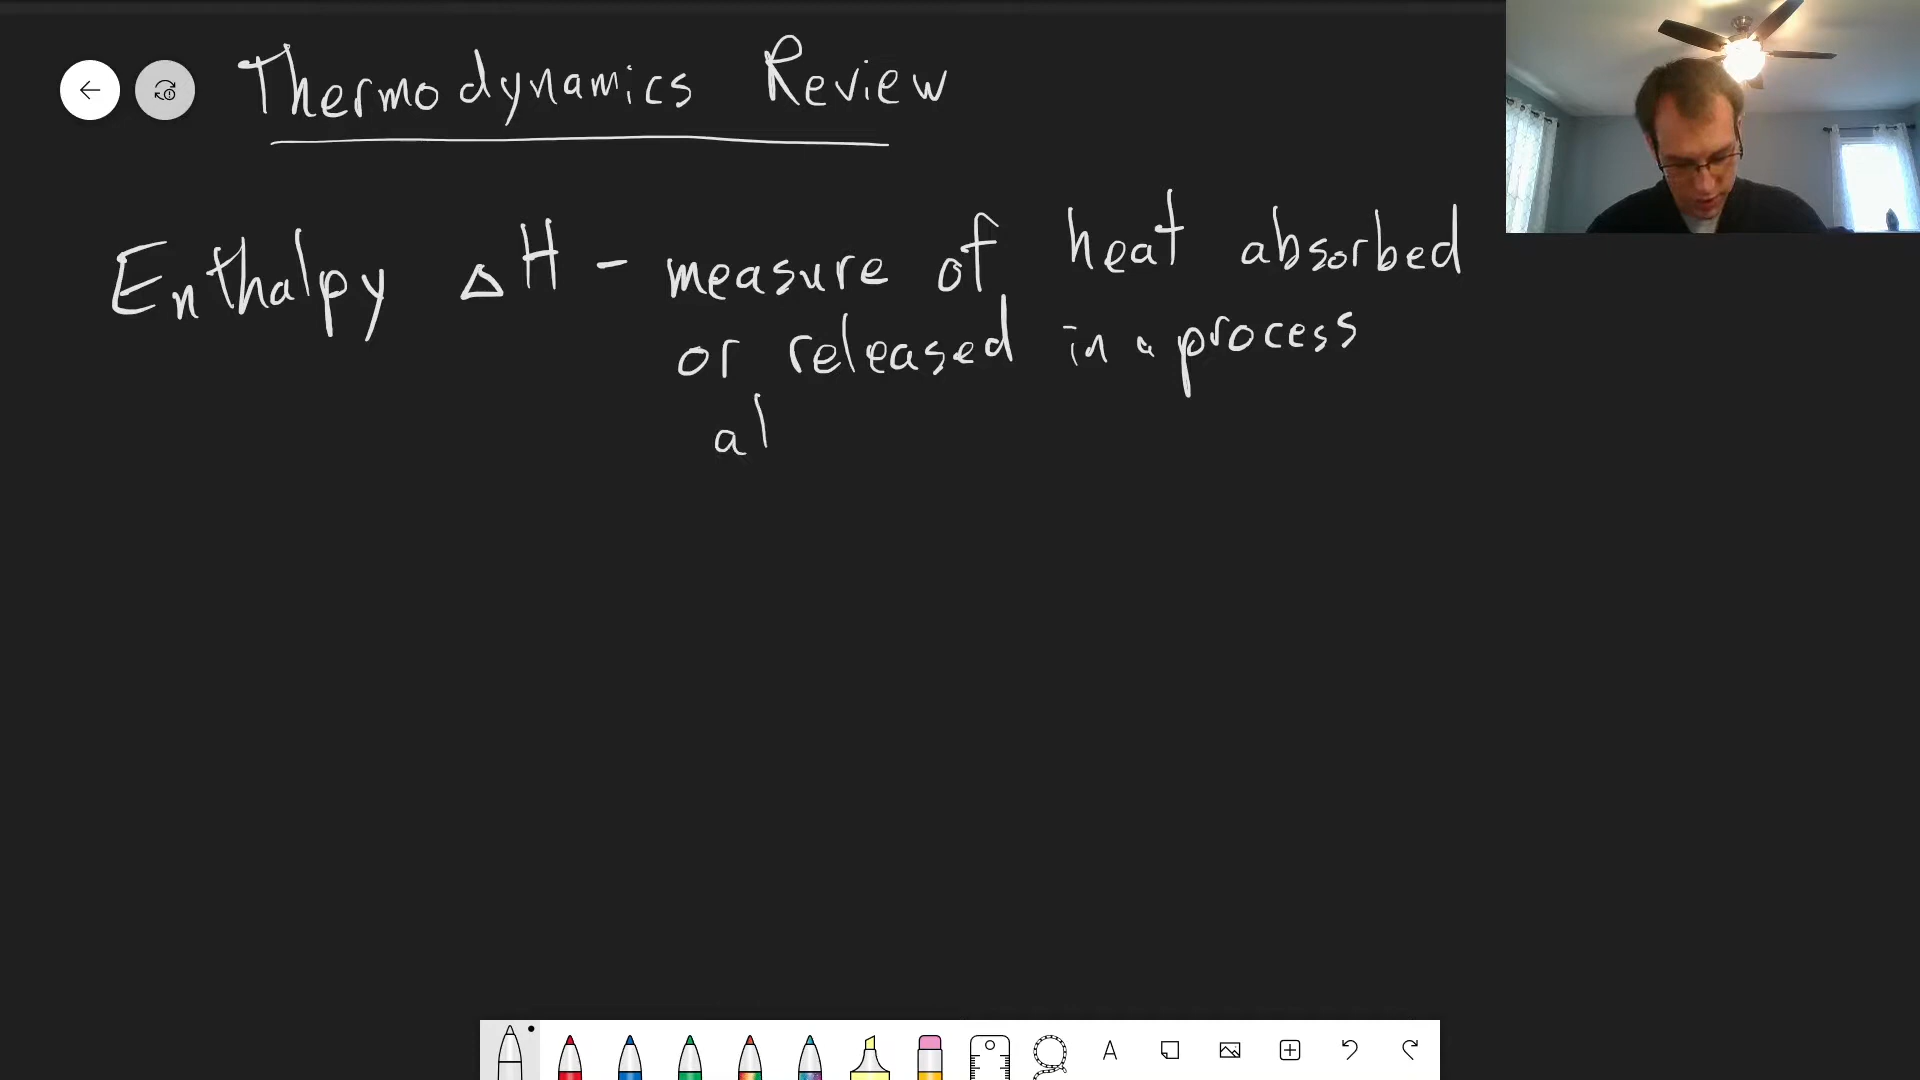 Thermodynamics Review
Enthalpy ΔH - measure of heat absorbed
or released in a process
al
A